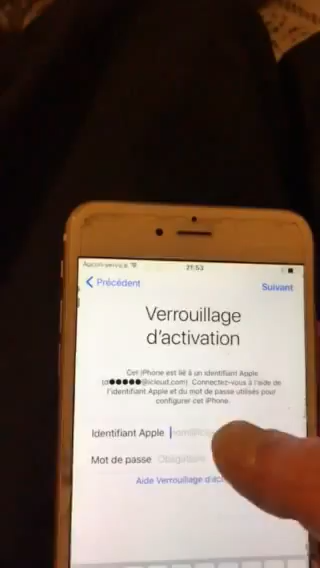 Aucun service
21:53
Précédent
Suivant
Verrouillage
d'activation
Cet iPhone est lié à un identifiant Apple
(d●●●●●@icloud.com). Connectez-vous à l'aide de
l'identifiant Apple et du mot de passe utilisés pour
configurer cet iPhone.
Identifiant Apple
Mot de passe Obligatoire
Aide Verrouillage